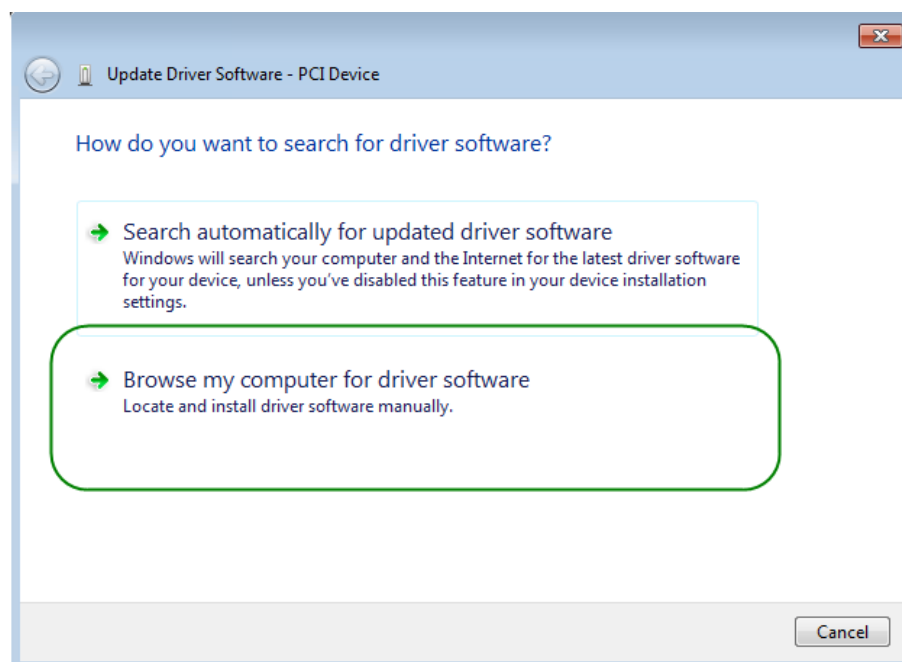 Update Driver Software - PCI Device
How do you want to search for driver software?
Search automatically for updated driver software
Windows will search your computer and the Internet for the latest driver software
for your device, unless you've disabled this feature in your device installation
settings.
Browse my computer for driver software
Locate and install driver software manually.
Cancel